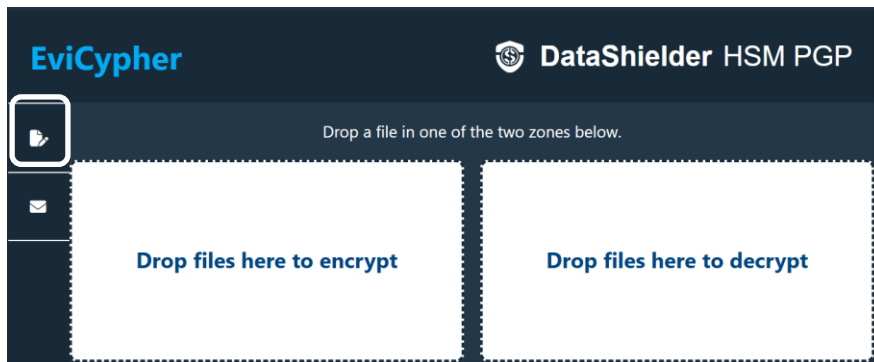 EviCypher
DataShielder HSM PGP
Drop a file in one of the two zones below.
Drop files here to encrypt
Drop files here to decrypt